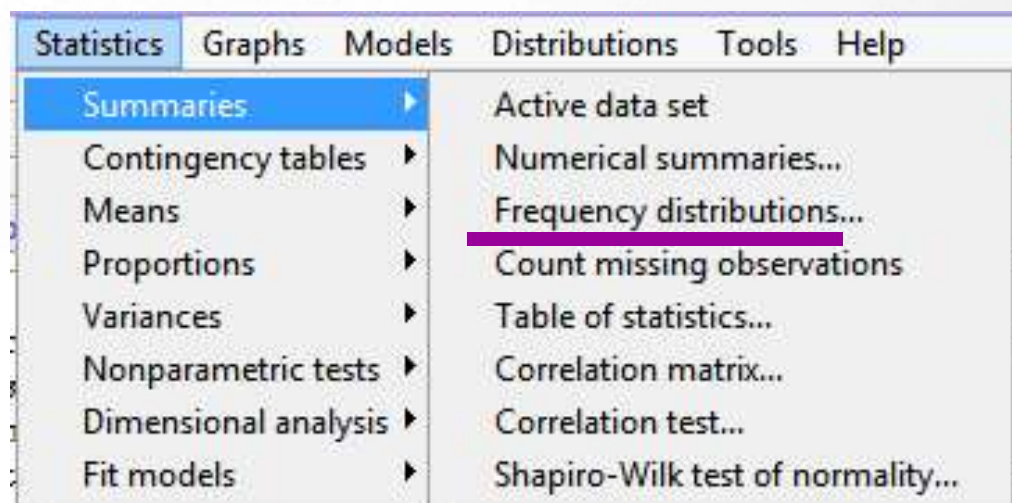 Statistics Graphs Models Distributions Tools Help
Summaries
Contingency tables
Means
Proportions
Variances
Nonparametric tests
Dimensional analysis
Fit models
Active data set
Numerical summaries...
Frequency distributions...
Count missing observations
Table of statistics...
Correlation matrix...
Correlation test...
Shapiro-Wilk test of normality...